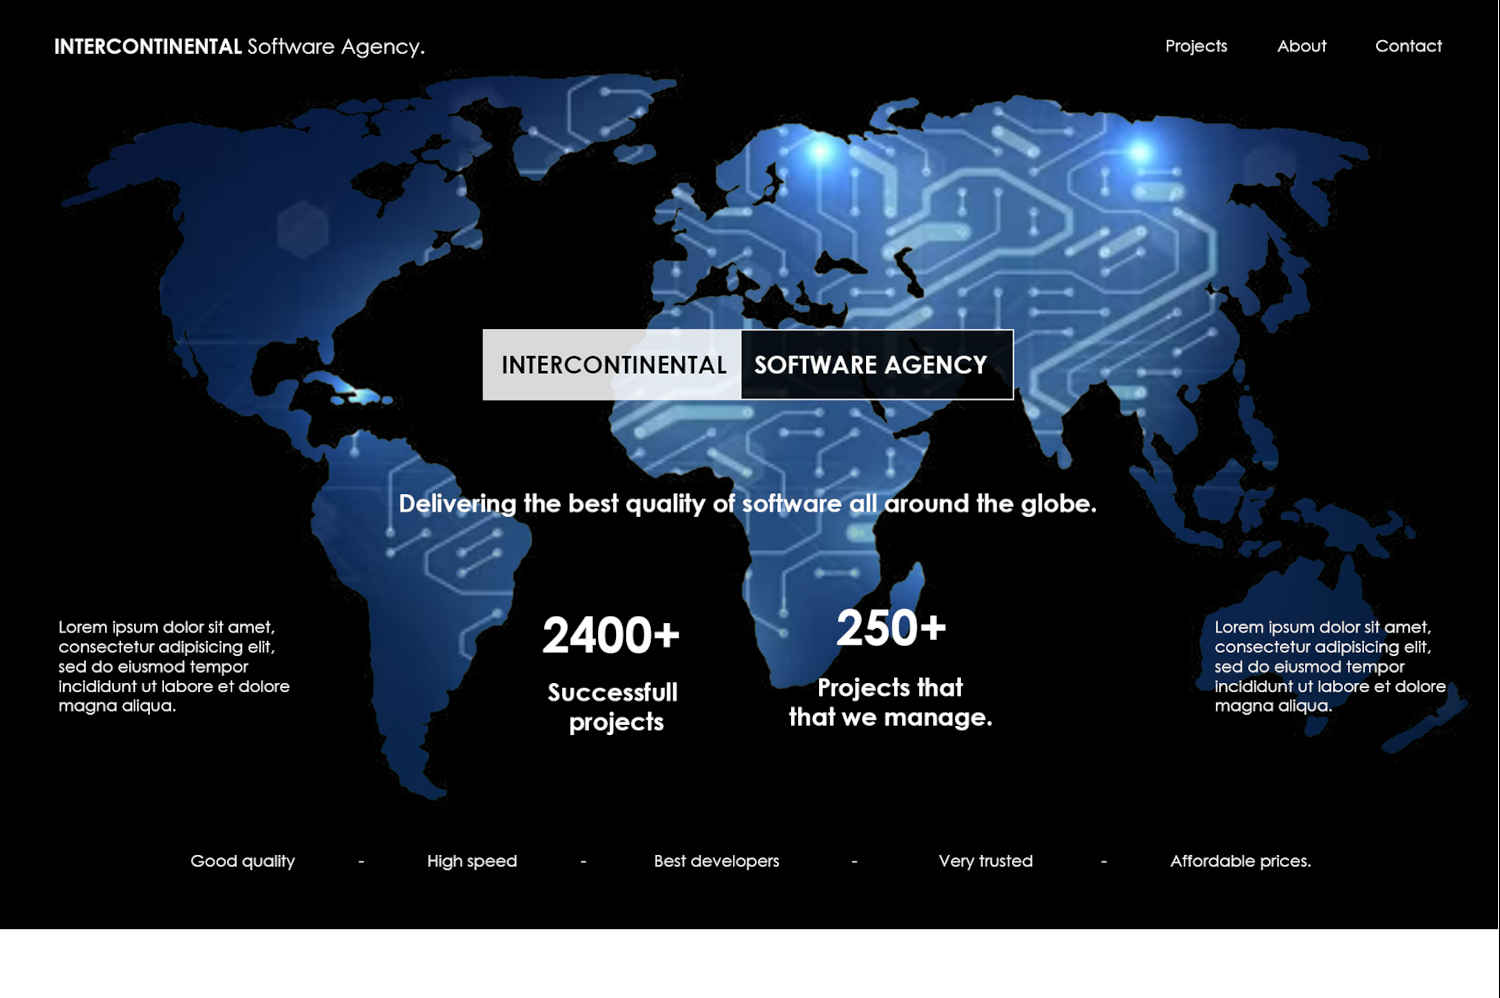 INTERCONTINENTAL Software Agency.
Projects About Contact
INTERCONTINENTAL SOFTWARE AGENCY
Delivering the best quality of software all around the globe.
Lorem ipsum dolor sit amet,
consectetur adipisicing elit,
sed do eiusmod tempor
incididunt ut labore et dolore
magna aliqua.
2400+
Successfull
projects
250+
Projects that
that we manage.
Lorem ipsum dolor sit amet,
consectetur adipisicing elit,
sed do eiusmod tempor
incididunt ut labore et dolore
magna aliqua.
Good quality - High speed - Best developers - Very trusted - Affordable prices.